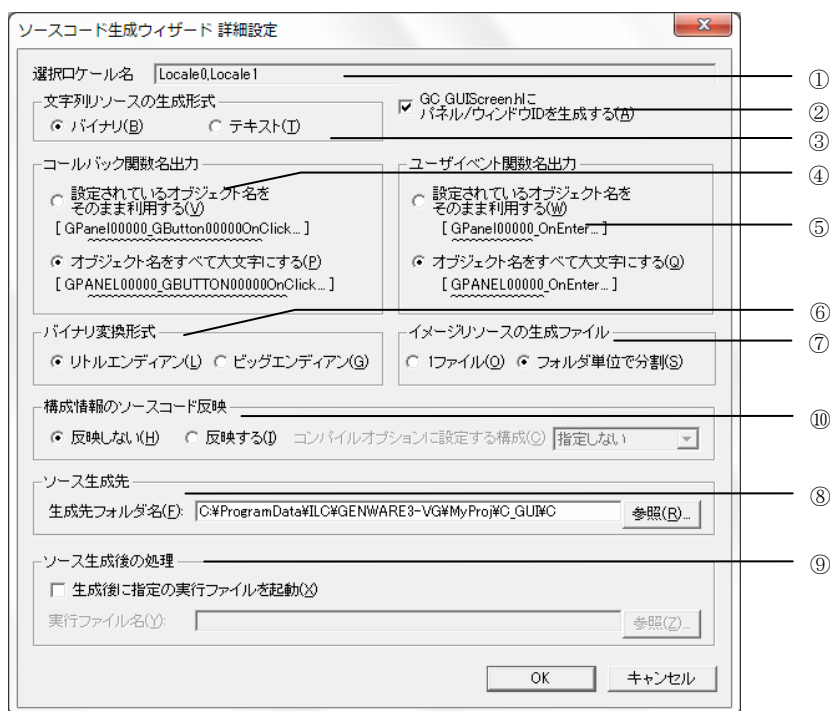 ソースコード生成ウィザード 詳細設定
選択ロケール名 Locale0,Locale1
①
文字列リソースの生成形式
バイナリ(B) テキスト(T)
GC_GUIScreen.hに
パネル/ウィンドウIDを生成する(A)
②
③
コールバック関数名出力
設定されているオブジェクト名を
そのまま利用する(V)
[ GPanel00000_GButton00000OnClick... ]
オブジェクト名をすべて大文字にする(P)
[ GPANEL00000_GBUTTON00000OnClick... ]
④
ユーザイベント関数名出力
設定されているオブジェクト名を
そのまま利用する(W)
[ GPanel00000_OnEnter... ]
オブジェクト名をすべて大文字にする(Q)
[ GPANEL00000_OnEnter... ]
⑤
バイナリ変換形式
リトルエンディアン(L) ビッグエンディアン(G)
⑥
イメージリソースの生成ファイル
1ファイル(O) フォルダ単位で分割(S)
⑦
構成情報のソースコード反映
反映しない(H) 反映する(I) コンパイルオプションに設定する構成(C) 指定しない
⑩
ソース生成先
生成先フォルダ名(F): C:¥ProgramData¥ILC¥GENWARE3-VG¥MyProj¥C_GUI¥C 参照(R)...
⑧
ソース生成後の処理
生成後に指定の実行ファイルを起動(X)
実行ファイル名(Y): 参照(Z)...
⑨
OK キャンセル